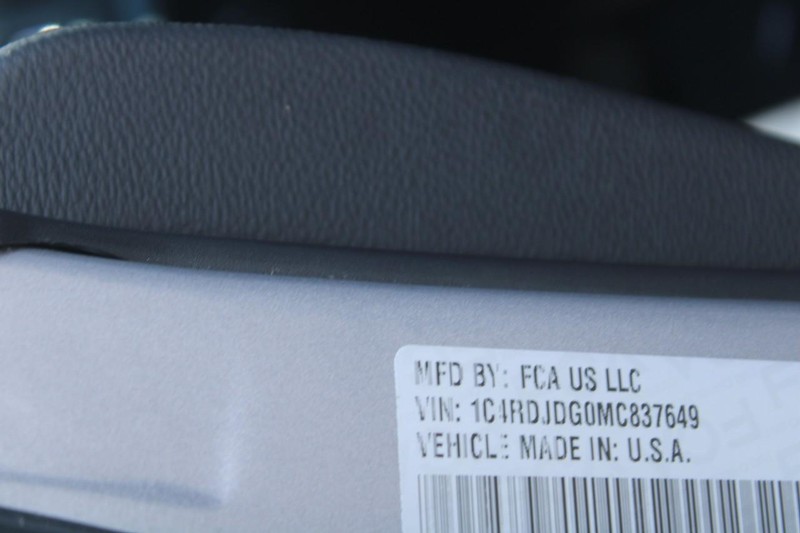 MFD BY: FCA US LLC
VIN: 1C4RDJDG0MC837649
VEHICLE MADE IN: U.S.A.